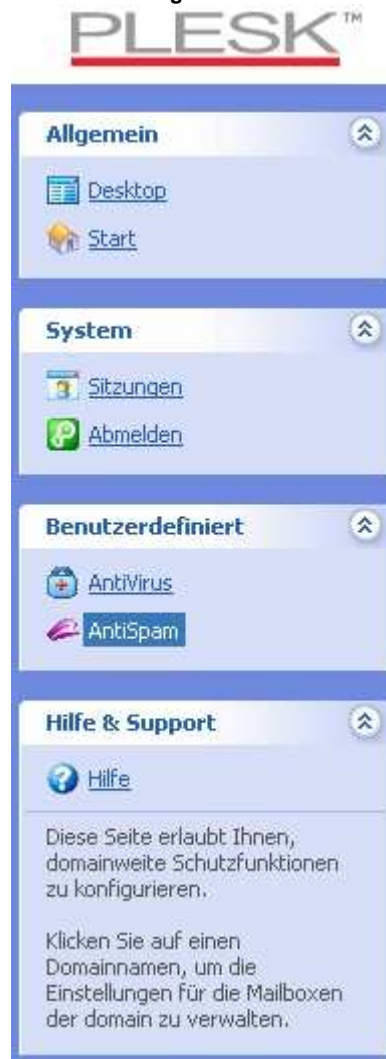 PLESK™
Allgemein
Desktop
Start
System
Sitzungen
Abmelden
Benutzerdefiniert
AntiVirus
AntiSpam
Hilfe & Support
Hilfe
Diese Seite erlaubt Ihnen,
domainweite Schutzfunktionen
zu konfigurieren.
Klicken Sie auf einen
Domainnamen, um die
Einstellungen für die Mailboxen
der domain zu verwalten.